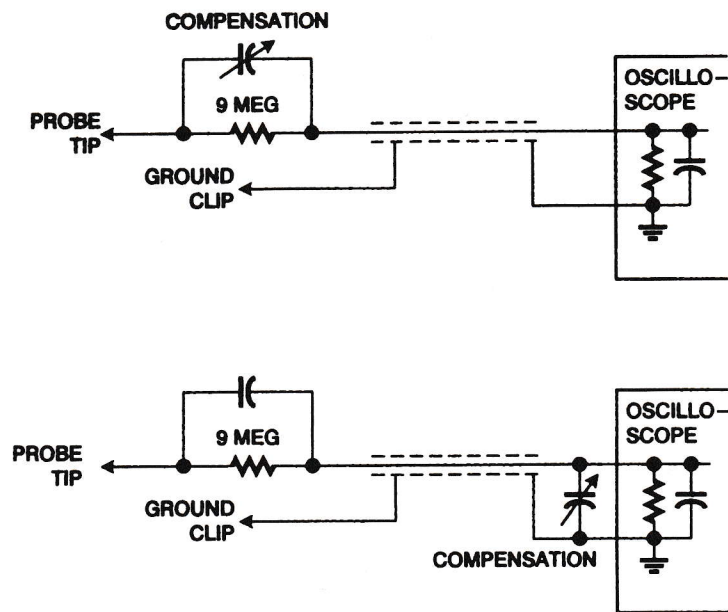 COMPENSATION
9 MEG
PROBE
TIP
GROUND
CLIP
OSCILLO-
SCOPE
9 MEG
PROBE
TIP
GROUND
CLIP
COMPENSATION
OSCILLO-
SCOPE